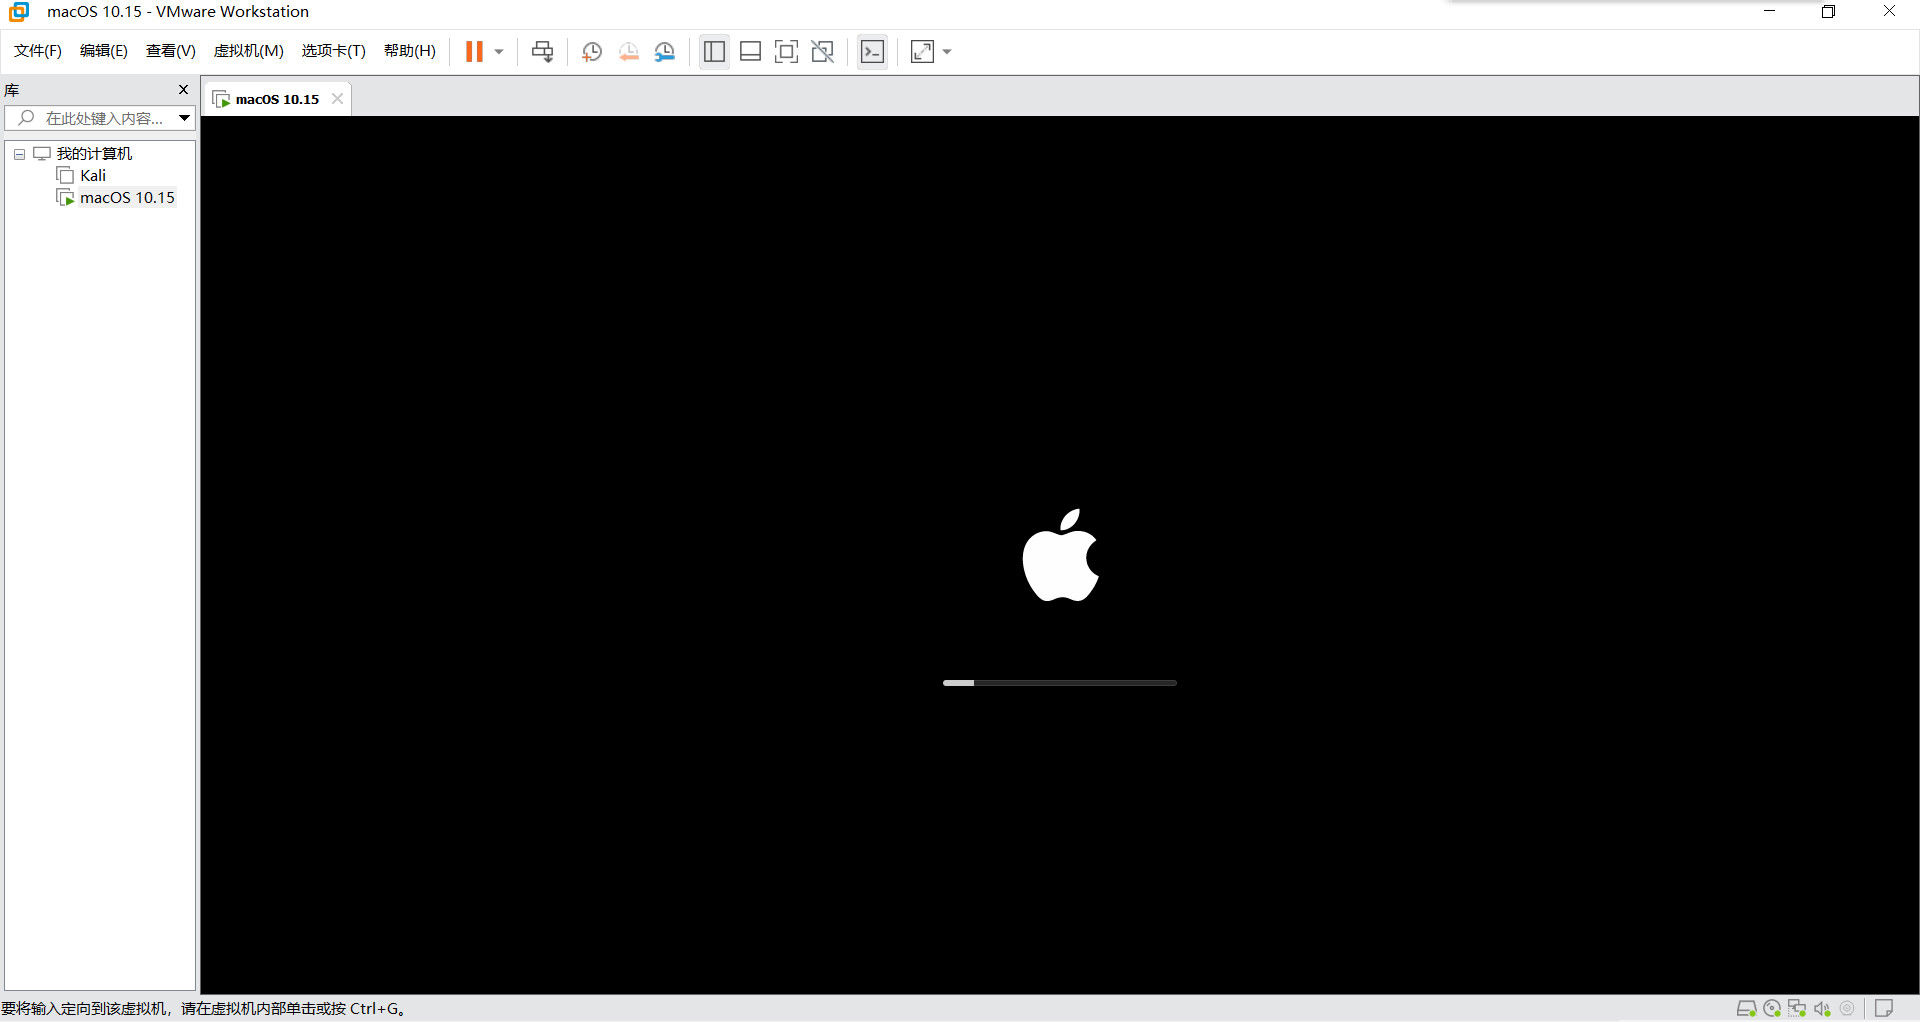 macOS 10.15 - VMware Workstation
文件(F) 编辑(E) 查看(V) 虚拟机(M) 选项卡(T) 帮助(H)
库
macOS 10.15
在此处键入内容...
我的计算机
Kali
macOS 10.15
要将输入定向到该虚拟机，请在虚拟机内部单击或按 Ctrl+G。